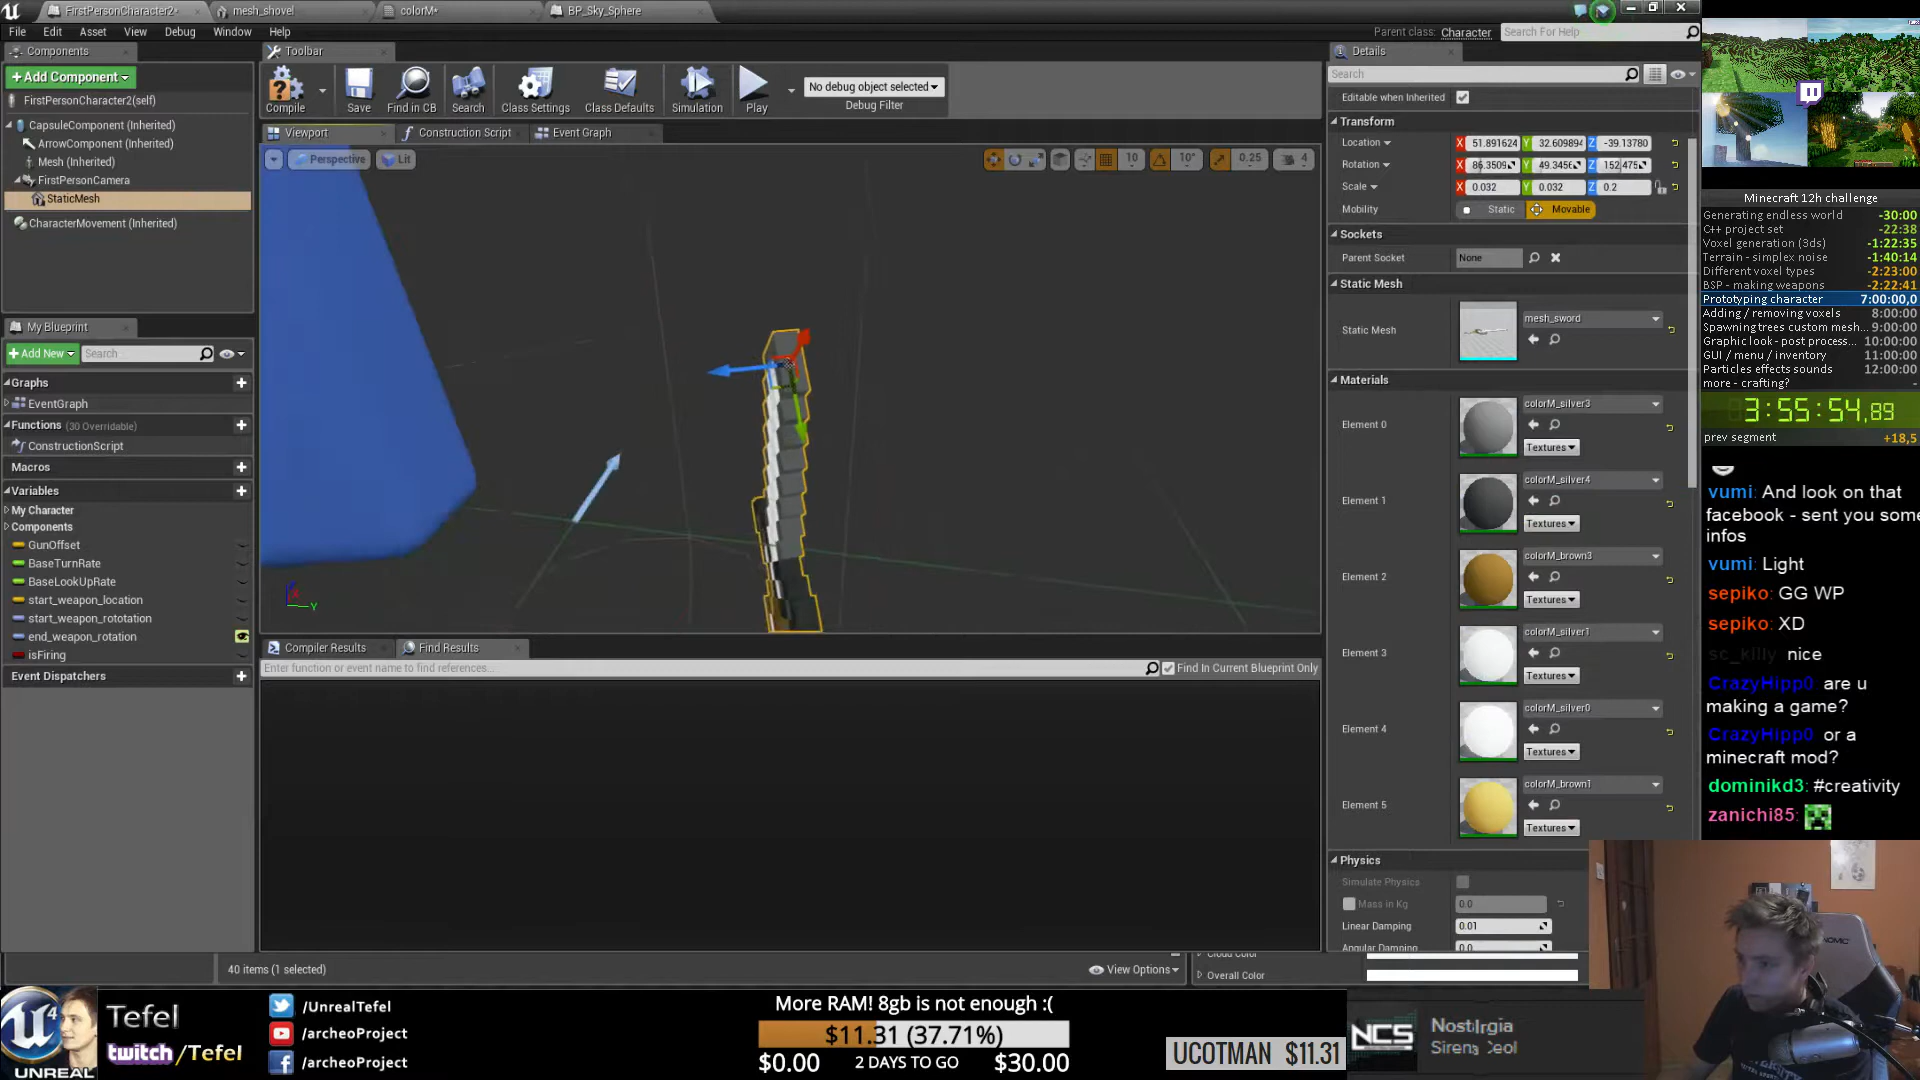 FirstPersonCharacter2*
mesh_shovel
colorM*
BP_Sky_Sphere
File Edit Asset View Debug Window Help
Parent class: Character
Search For Help
Components
Toolbar
Details
+ Add Component
Compile
Save
Find in CB
Search
Class Settings
Class Defaults
Simulation
Play
No debug object selected
Debug Filter
Search
FirstPersonCharacter2(self)
CapsuleComponent (Inherited)
ArrowComponent (Inherited)
Mesh (Inherited)
FirstPersonCamera
StaticMesh
CharacterMovement (Inherited)
Viewport
Construction Script
Event Graph
Perspective
Lit
10
10°
0.25
4
Y
Editable when Inherited
Transform
Location X 51.891624 Y 32.609894 Z -39.13780
Rotation X 86.3509 Y 49.3456 Z 152.475
Scale X 0.032 Y 0.032 Z 0.2
Mobility Static Movable
Sockets
Parent Socket None
Static Mesh
Static Mesh mesh_sword
Materials
Element 0 colorM_silver3
Textures
Element 1 colorM_silver4
Textures
Element 2 colorM_brown3
Textures
Element 3 colorM_silver1
Textures
Element 4 colorM_silver0
Textures
Element 5 colorM_brown1
Textures
Physics
Simulate Physics
Mass in Kg 0.0
Linear Damping 0.01
Angular Damping 0.0
Cloud Color
Overall Color
My Blueprint
+ Add New
Search
Graphs
EventGraph
Functions (30 Overridable)
ConstructionScript
Macros
Variables
My Character
Components
GunOffset
BaseTurnRate
BaseLookUpRate
start_weapon_location
start_weapon_rototation
end_weapon_rotation
isFiring
Event Dispatchers
Compiler Results
Find Results
Enter function or event name to find references...
Find In Current Blueprint Only
40 items (1 selected)
View Options
Minecraft 12h challenge
Generating endless world -30:00
C++ project set -22:38
Voxel generation (3ds) -1:22:35
Terrain - simplex noise -1:40:14
Different voxel types -2:23:00
BSP - making weapons -2:22:41
Prototyping character 7:00:00,0
Adding / removing voxels 8:00:00
Spawning trees custom mesh... 9:00:00
Graphic look - post process... 10:00:00
GUI / menu / inventory 11:00:00
Particles effects sounds 12:00:00
more - crafting? -
3:55:54,89
prev segment +18,5
vumi: And look on that
facebook - sent you some
infos
vumi: Light
sepiko: GG WP
sepiko: XD
sc_killy nice
CrazyHipp0: are u
making a game?
CrazyHipp0: or a
minecraft mod?
dominikd3: #creativity
zanichi85:
UNREAL
Tefel
twitch/Tefel
/UnrealTefel
/archeoProject
/archeoProject
More RAM! 8gb is not enough :(
$11.31 (37.71%)
$0.00 2 DAYS TO GO $30.00
UCOTMAN $11.31
NCS